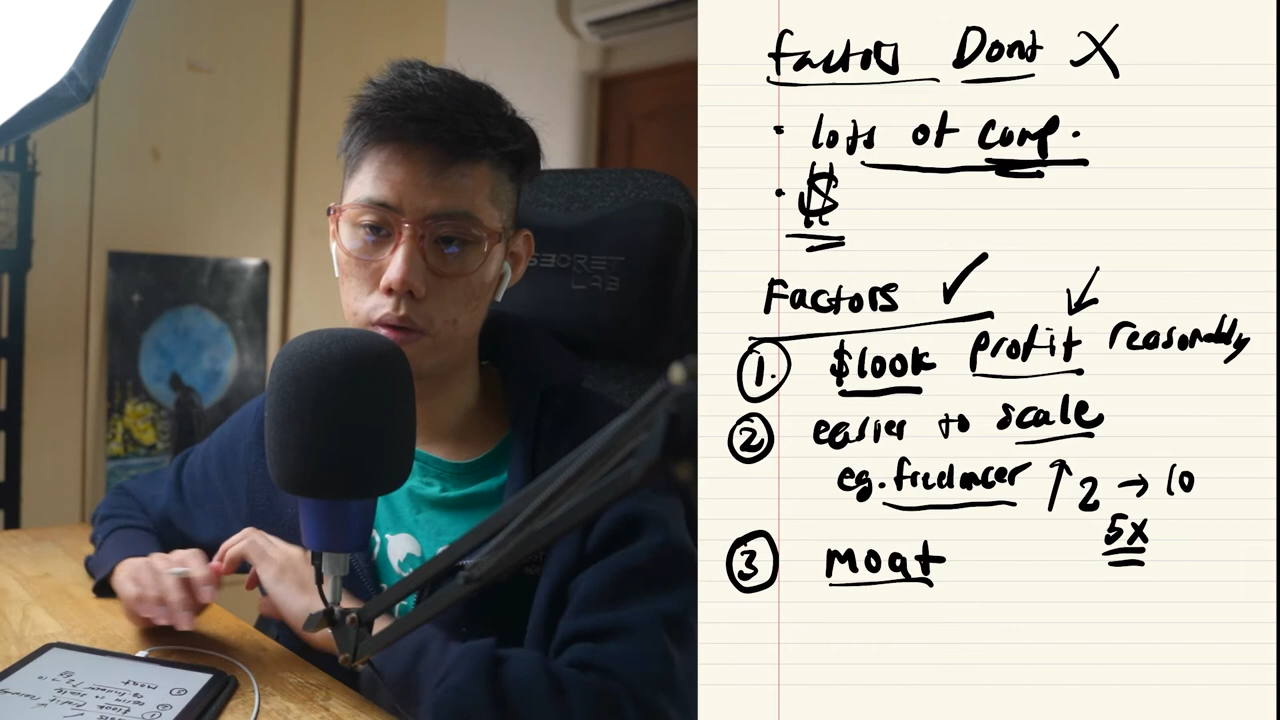 SECRET
LAB
factors Dont X
• lots of comp.
• $
Factors ✓
1. $100k profit reasonably
2 easier to scale
eg. freelancer ↑ 2 → 10
5x
3 moat